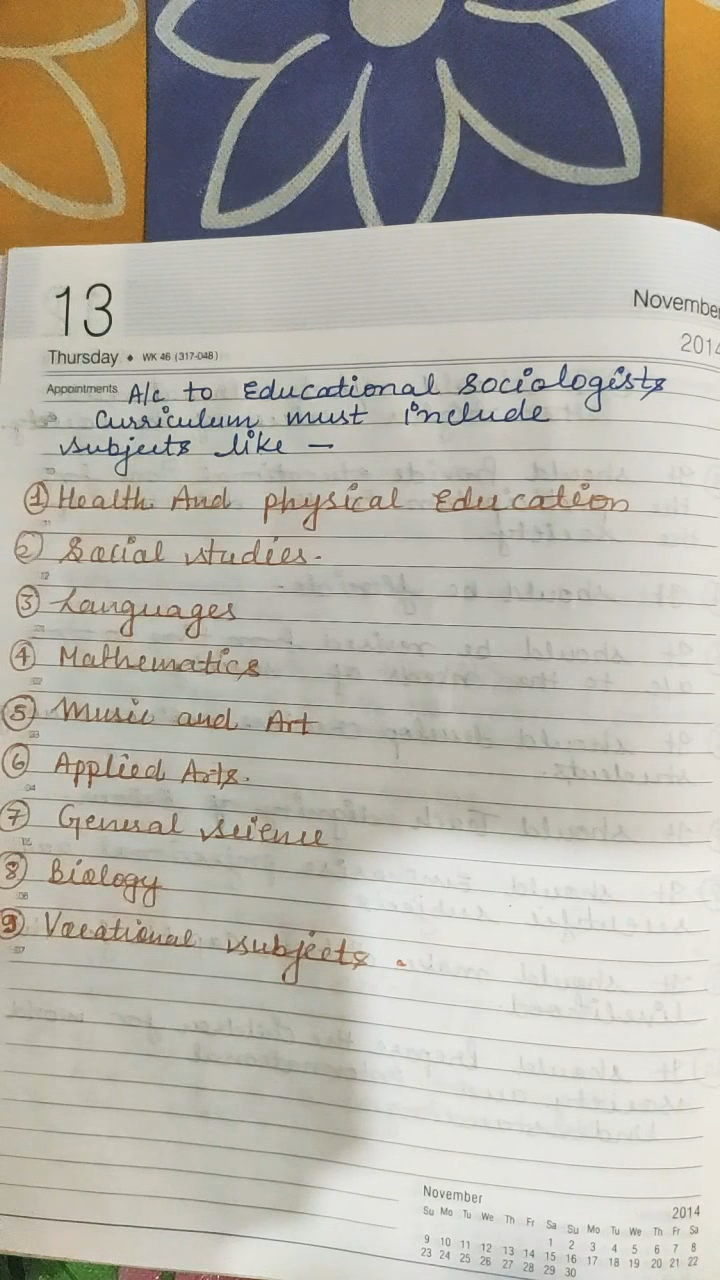 13
November
2014
Thursday • WK 46 (317-048)
Appointments A/c to Educational Sociologists
Curriculum must include
subjects like —
① Health And physical Education
② Social studies.
③ Languages
④ Mathematics
⑤ Music and Art
⑥ Applied Arts.
⑦ General science
⑧ Biology
⑨ Vocational subjects.
November 2014
Su Mo Tu We Th Fr Sa Su Mo Tu We Th Fr Sa
1 2 3 4 5 6 7 8
9 10 11 12 13 14 15 16 17 18 19 20 21 22
23 24 25 26 27 28 29 30